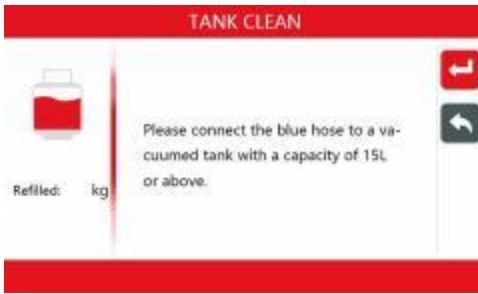 TANK CLEAN
Please connect the blue hose to a va-
cuumed tank with a capacity of 15L
or above.
Refilled: kg